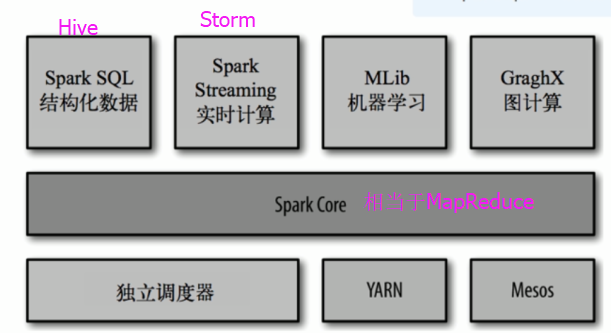 Hive
Storm
Spark SQL
结构化数据
Spark
Streaming
实时计算
MLib
机器学习
GraghX
图计算
Spark Core
相当于MapReduce
独立调度器
YARN
Mesos